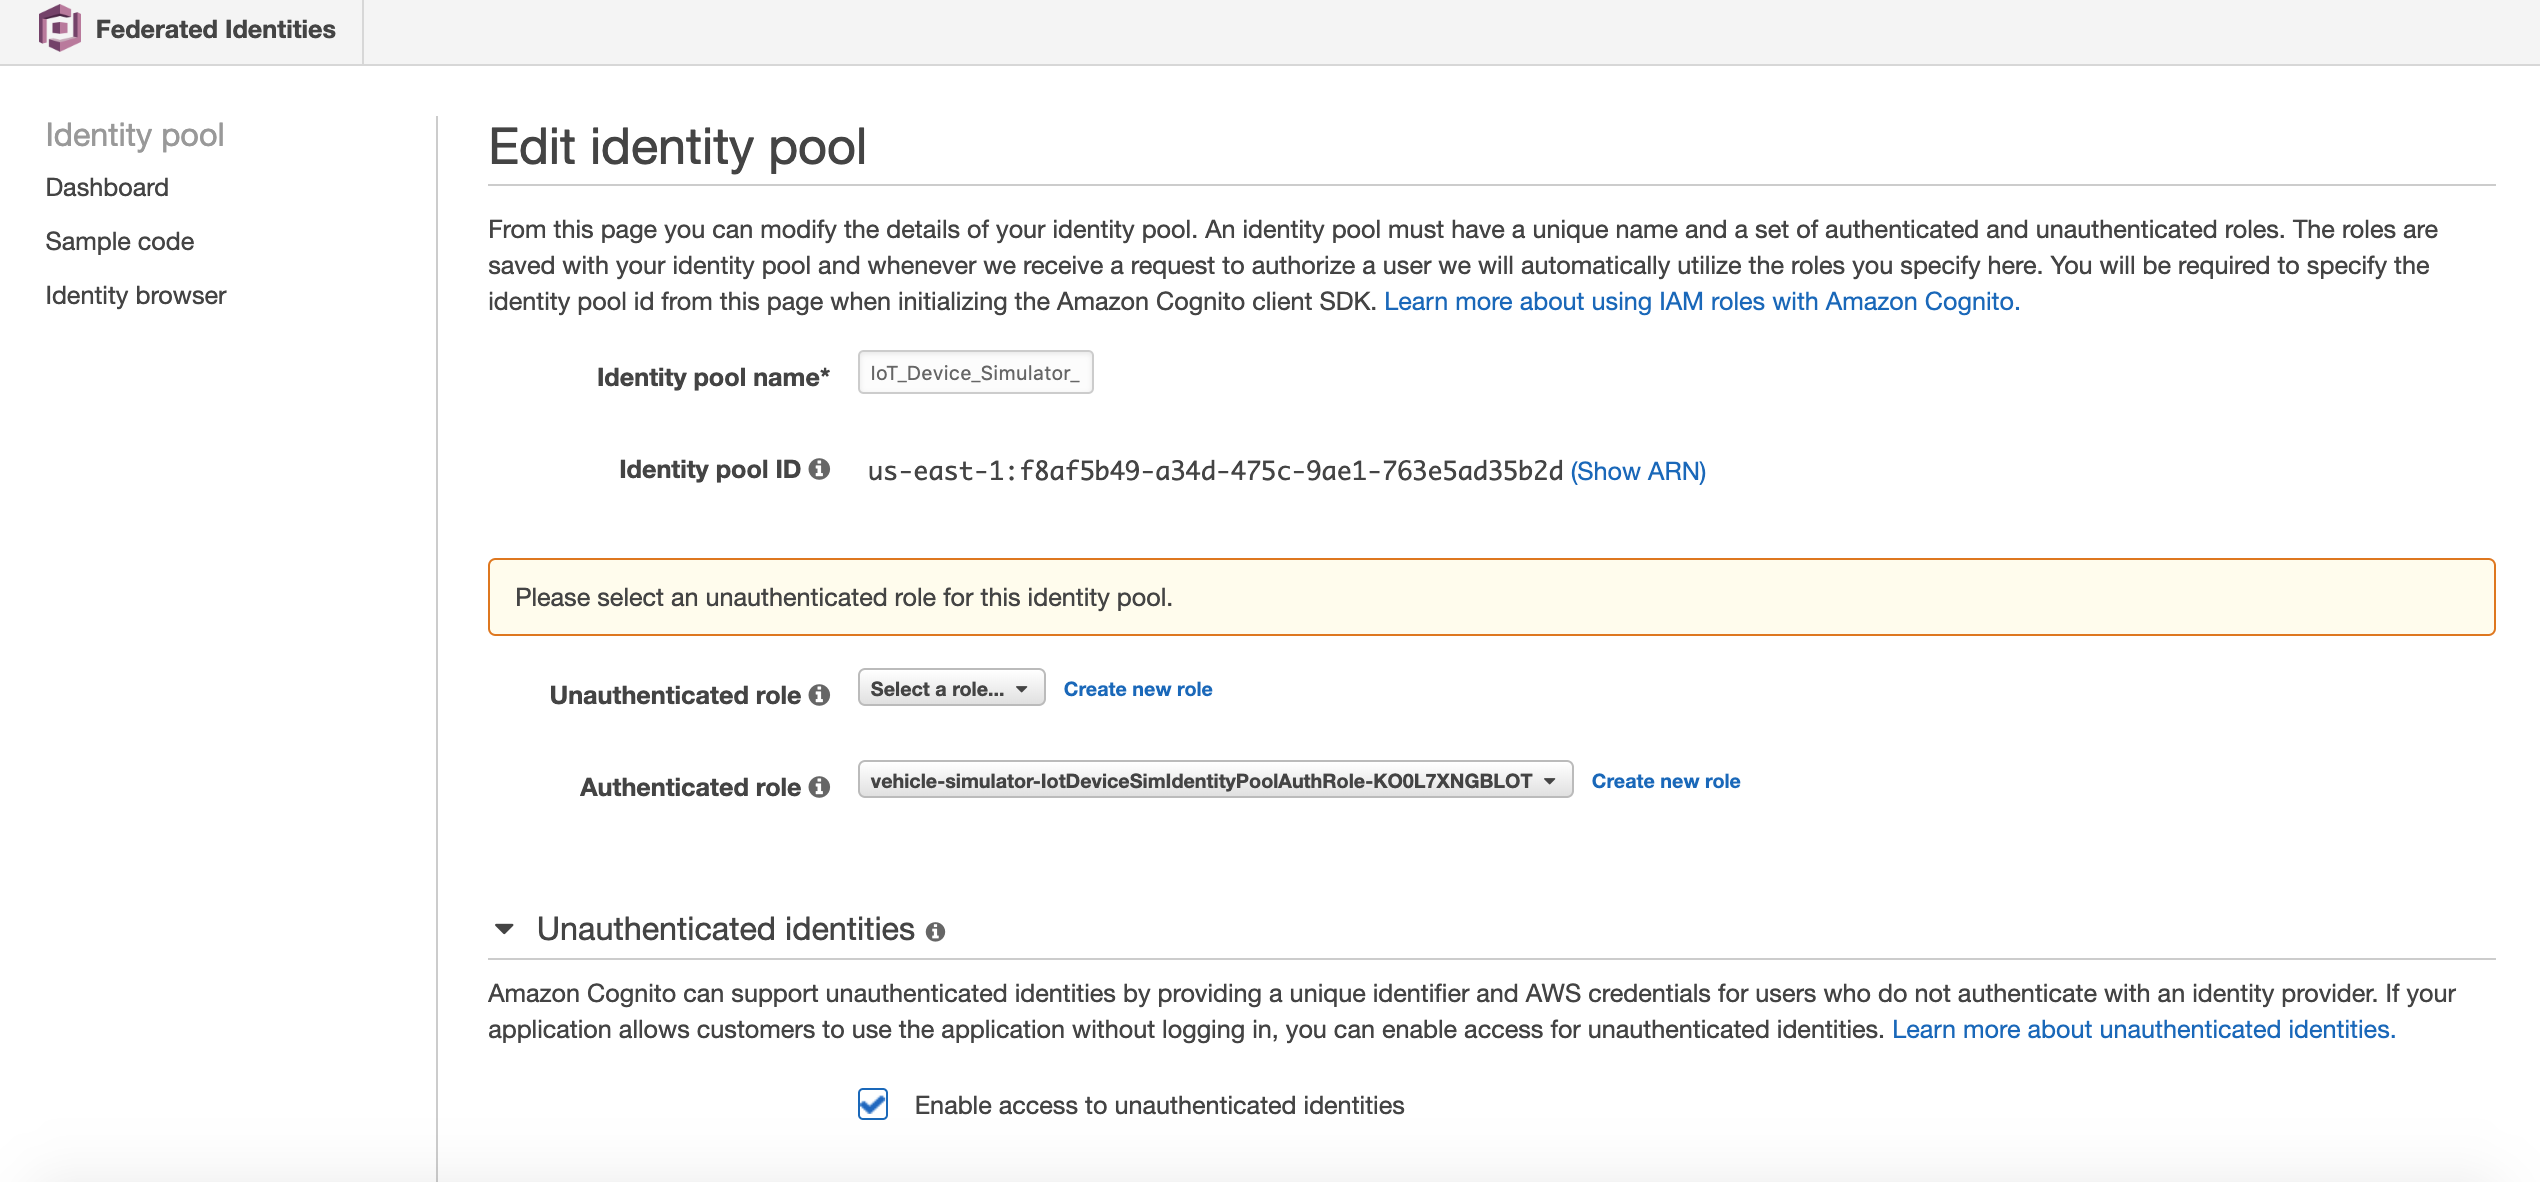 Federated Identities
Identity pool
Dashboard
Sample code
Identity browser
Edit identity pool
From this page you can modify the details of your identity pool. An identity pool must have a unique name and a set of authenticated and unauthenticated roles. The roles are
saved with your identity pool and whenever we receive a request to authorize a user we will automatically utilize the roles you specify here. You will be required to specify the
identity pool id from this page when initializing the Amazon Cognito client SDK. Learn more about using IAM roles with Amazon Cognito.
Identity pool name* IoT_Device_Simulator_
Identity pool ID us-east-1:f8af5b49-a34d-475c-9ae1-763e5ad35b2d (Show ARN)
Please select an unauthenticated role for this identity pool.
Unauthenticated role Select a role... Create new role
Authenticated role vehicle-simulator-IotDeviceSimIdentityPoolAuthRole-KO0L7XNGBLOT Create new role
Unauthenticated identities
Amazon Cognito can support unauthenticated identities by providing a unique identifier and AWS credentials for users who do not authenticate with an identity provider. If your
application allows customers to use the application without logging in, you can enable access for unauthenticated identities. Learn more about unauthenticated identities.
Enable access to unauthenticated identities